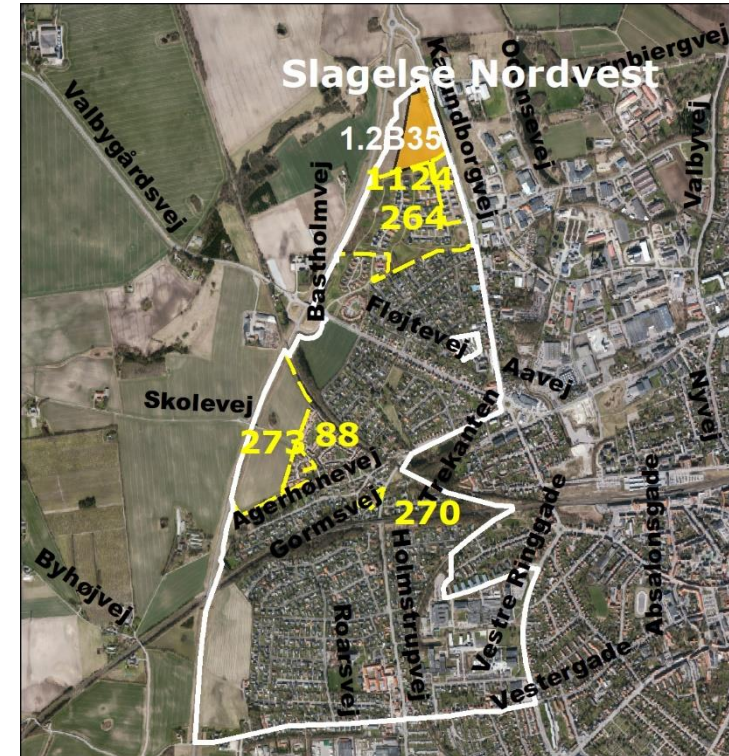 Slagelse Nordvest
Kalundborgvej
Valbygårdsvej
Valbyvej
1.2B35
1124
264
Bastholmvej
Fløjtevej
Aavej
Nyvej
Skolevej
Trekanten
273
88
Agerhønevej
Gormsvej
270
Byhøjvej
Holmstrupvej
Vestre Ringgade
Absalonsgade
Roarsvej
Vestergade